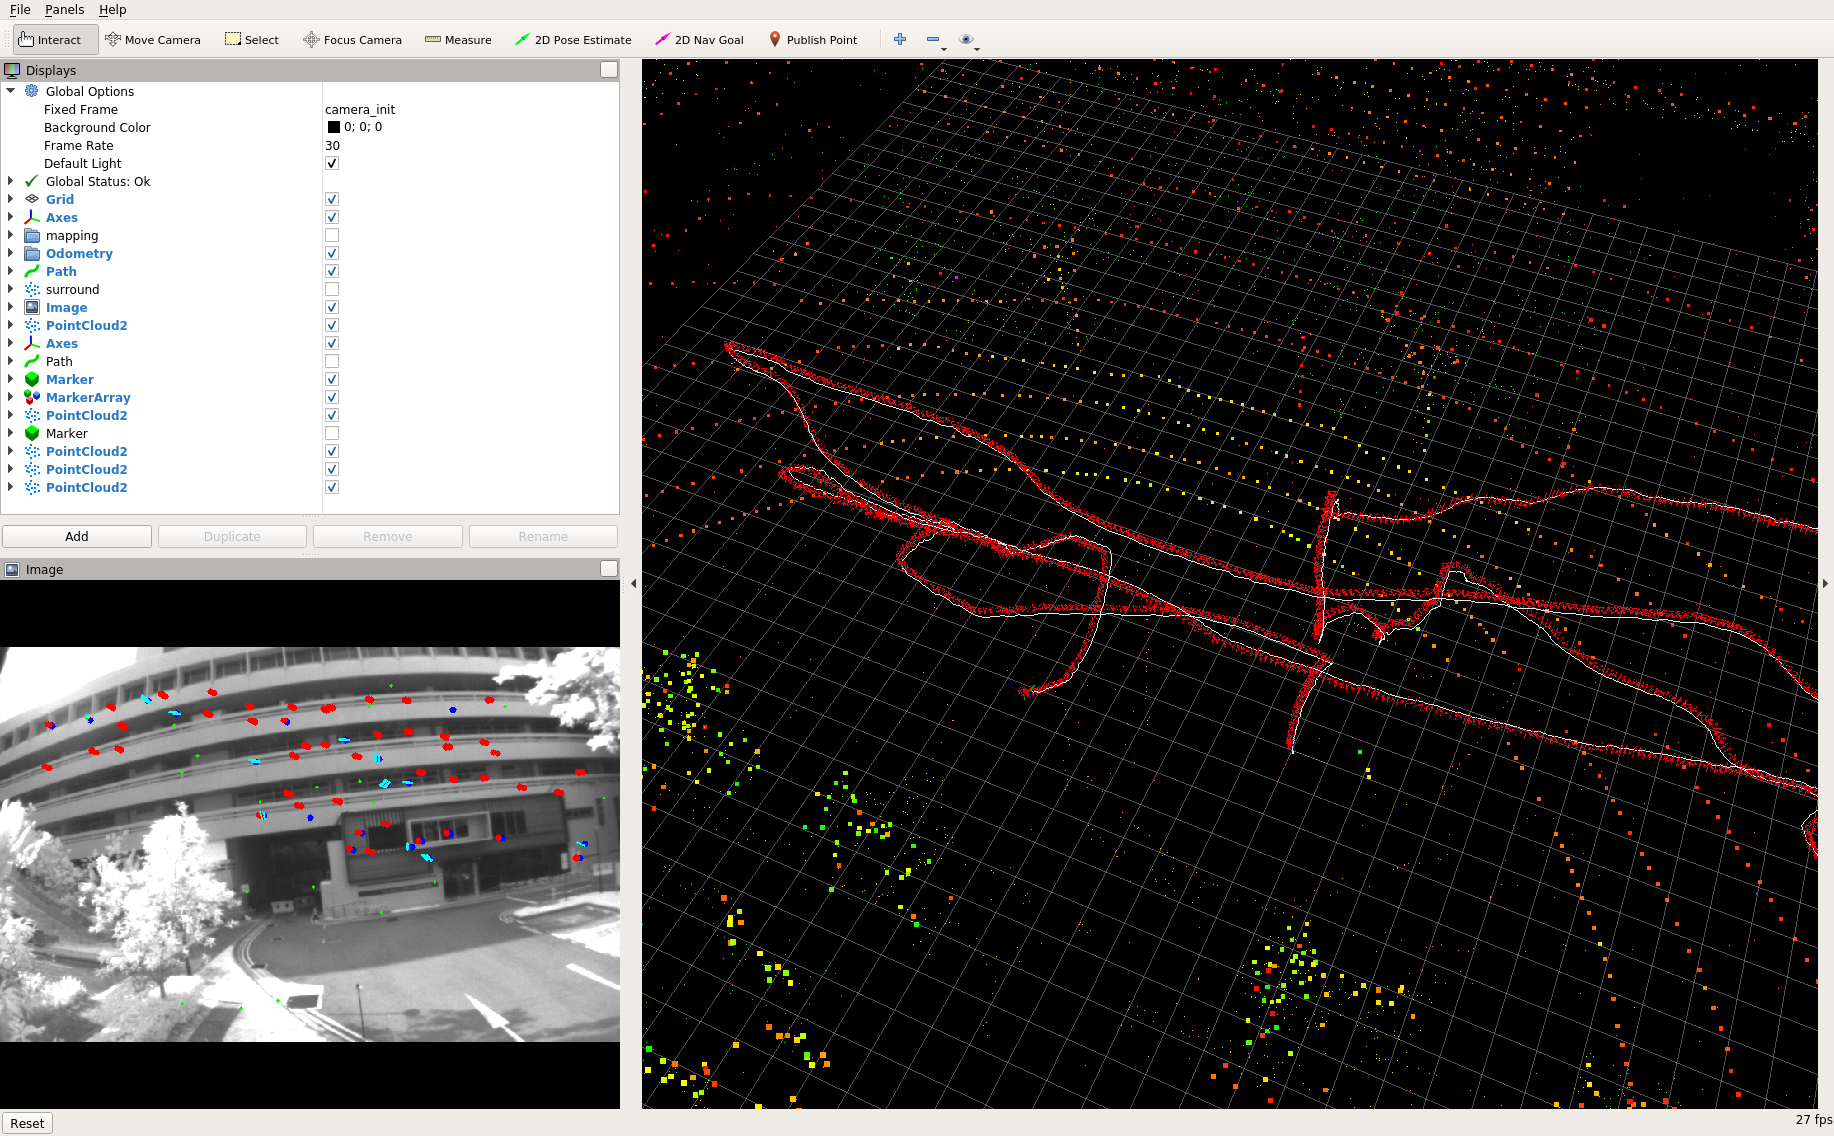 File Panels Help
Interact Move Camera Select Focus Camera Measure 2D Pose Estimate 2D Nav Goal Publish Point
Displays
Global Options
Fixed Frame camera_init
Background Color 0; 0; 0
Frame Rate 30
Default Light
Global Status: Ok
Grid
Axes
mapping
Odometry
Path
surround
Image
PointCloud2
Axes
Path
Marker
MarkerArray
PointCloud2
Marker
PointCloud2
PointCloud2
PointCloud2
Add Duplicate Remove Rename
Image
Reset
27 fps